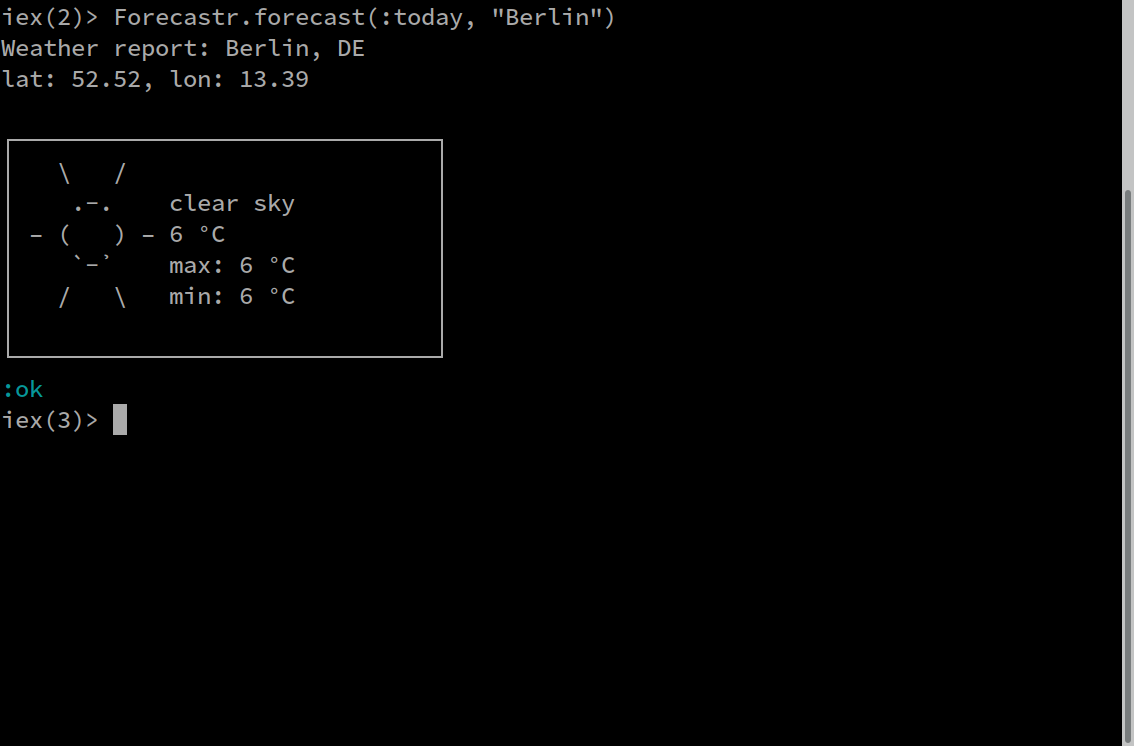 iex(2)> Forecastr.forecast(:today, "Berlin")
Weather report: Berlin, DE
lat: 52.52, lon: 13.39
    \   /
     .-.    clear sky
  – (   ) – 6 °C
     `-᾿    max: 6 °C
    /   \   min: 6 °C
:ok
iex(3)>